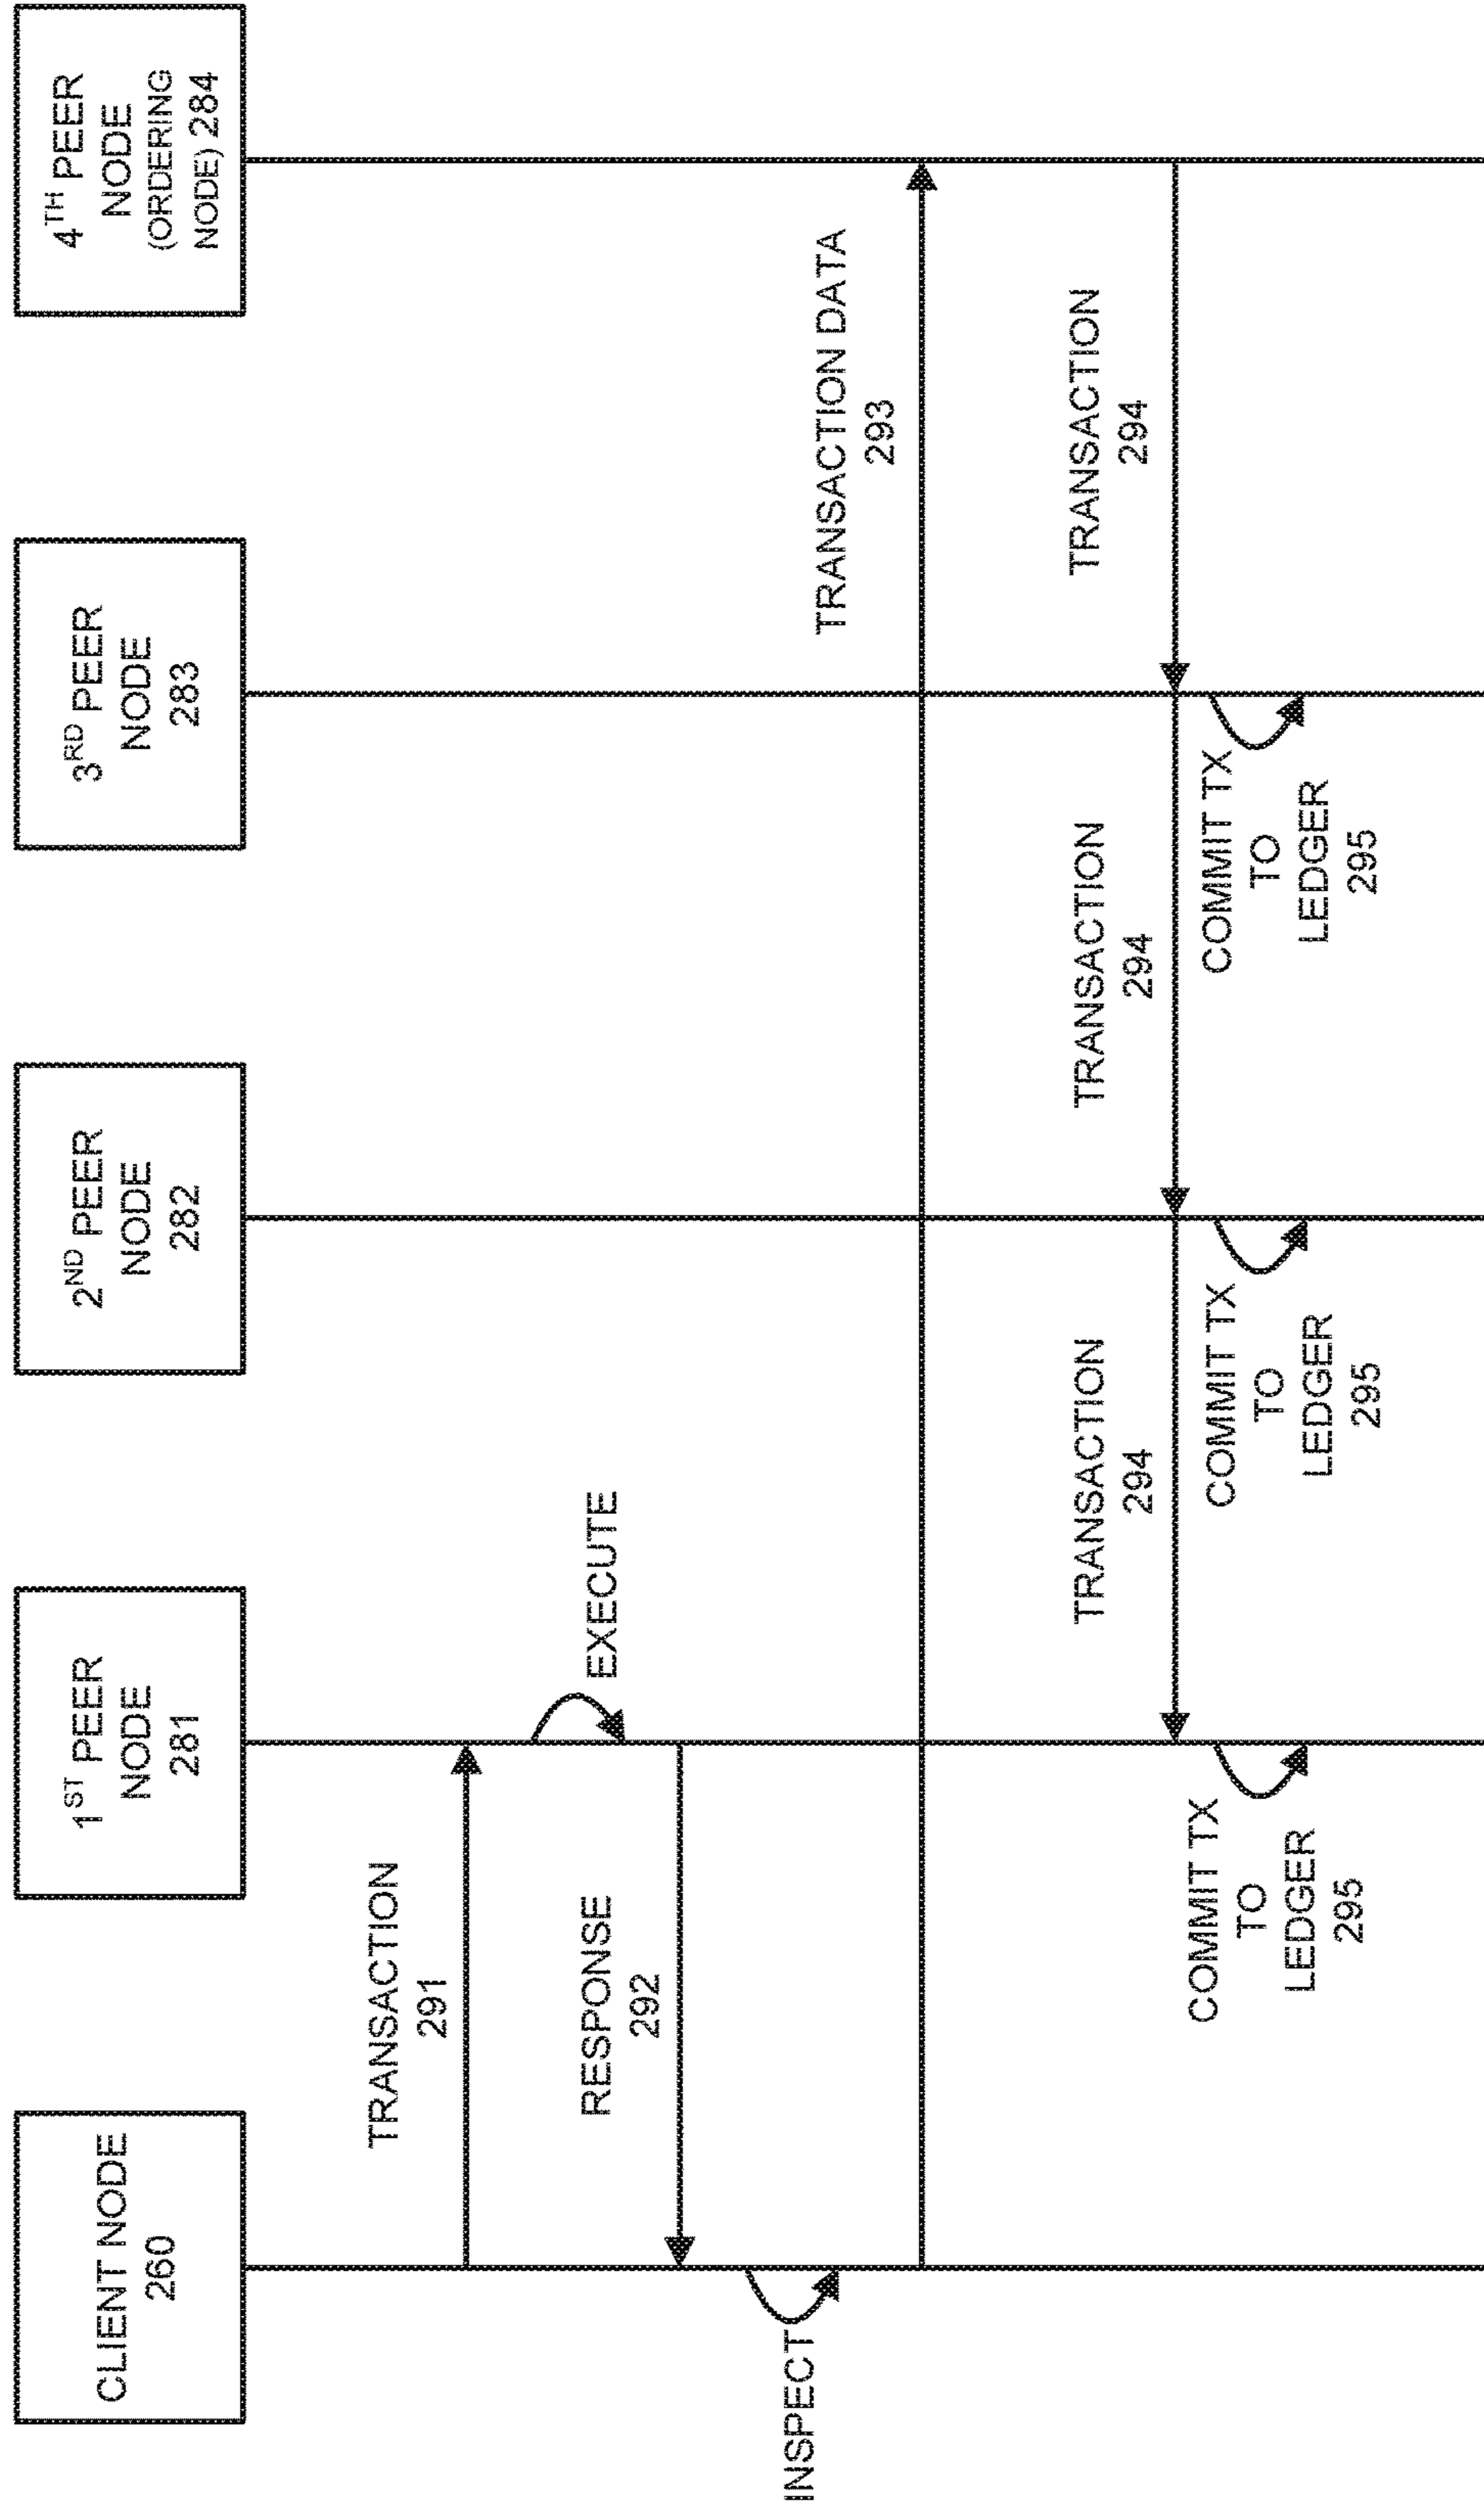 CLIENT NODE
260
1ST PEER
NODE
281
2ND PEER
NODE
282
3RD PEER
NODE
283
4TH PEER
NODE
(ORDERING
NODE) 284
TRANSACTION
291
EXECUTE
RESPONSE
292
INSPECT
TRANSACTION DATA
293
TRANSACTION
294
TRANSACTION
294
TRANSACTION
294
COMMIT TX
TO
LEDGER
295
COMMIT TX
TO
LEDGER
295
COMMIT TX
TO
LEDGER
295